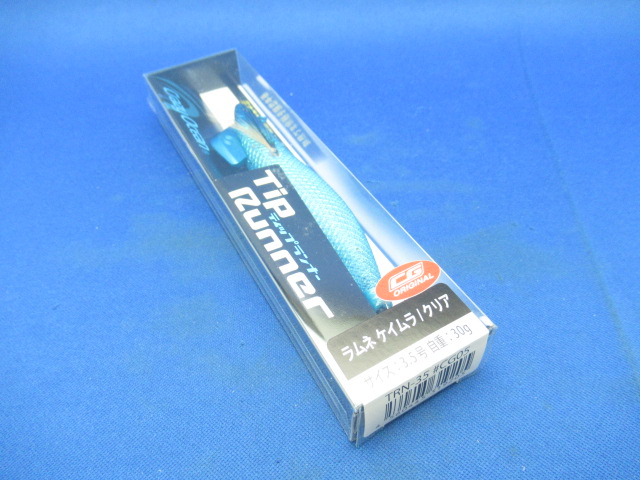 Tip
Runner
ティップランナー
CG
ORIGINAL
ラムネ ケイムラ / クリア
サイズ：3.5号 自重：30g
TRN-35 #CG05